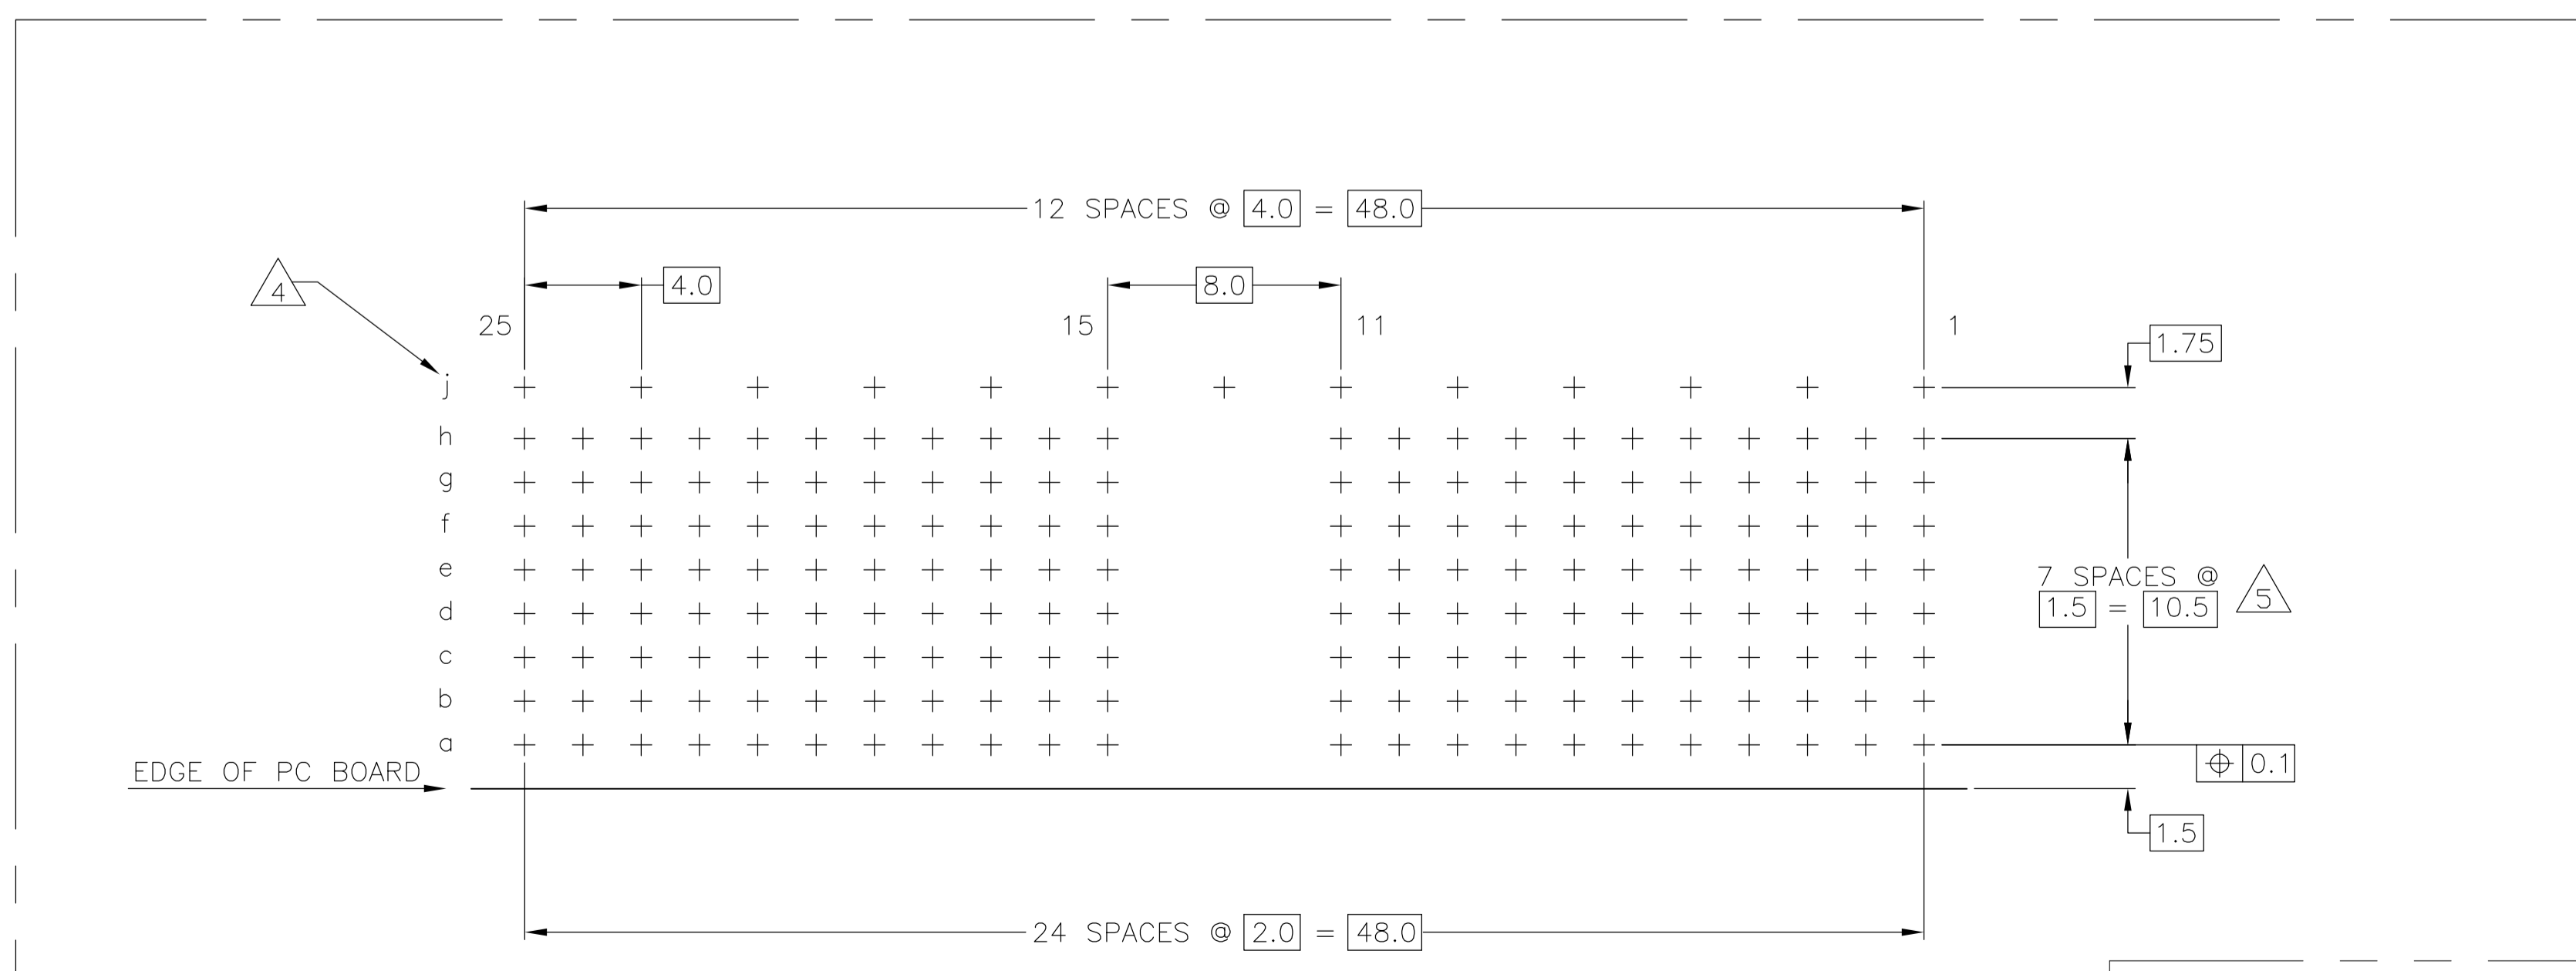 12 SPACES @ 4.0 = 48.0
4
4.0
8.0
25
15
11
1
1.75
j
h
g
f
e
7 SPACES @
1.5 = 10.5
5
d
c
b
a
EDGE OF PC BOARD
⌖ 0.1
1.5
24 SPACES @ 2.0 = 48.0